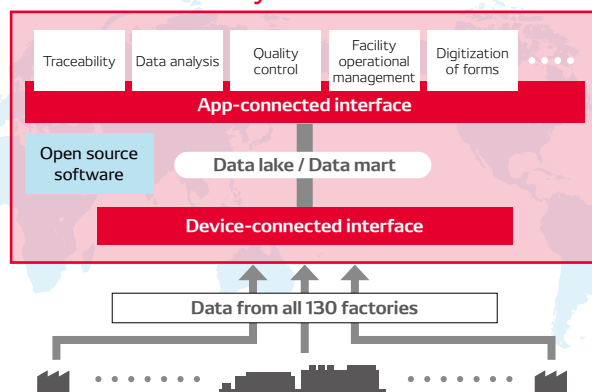 Traceability
Data analysis
Quality
control
Facility
operational
management
Digitization
of forms
App-connected interface
Open source
software
Data lake / Data mart
Device-connected interface
Data from all 130 factories